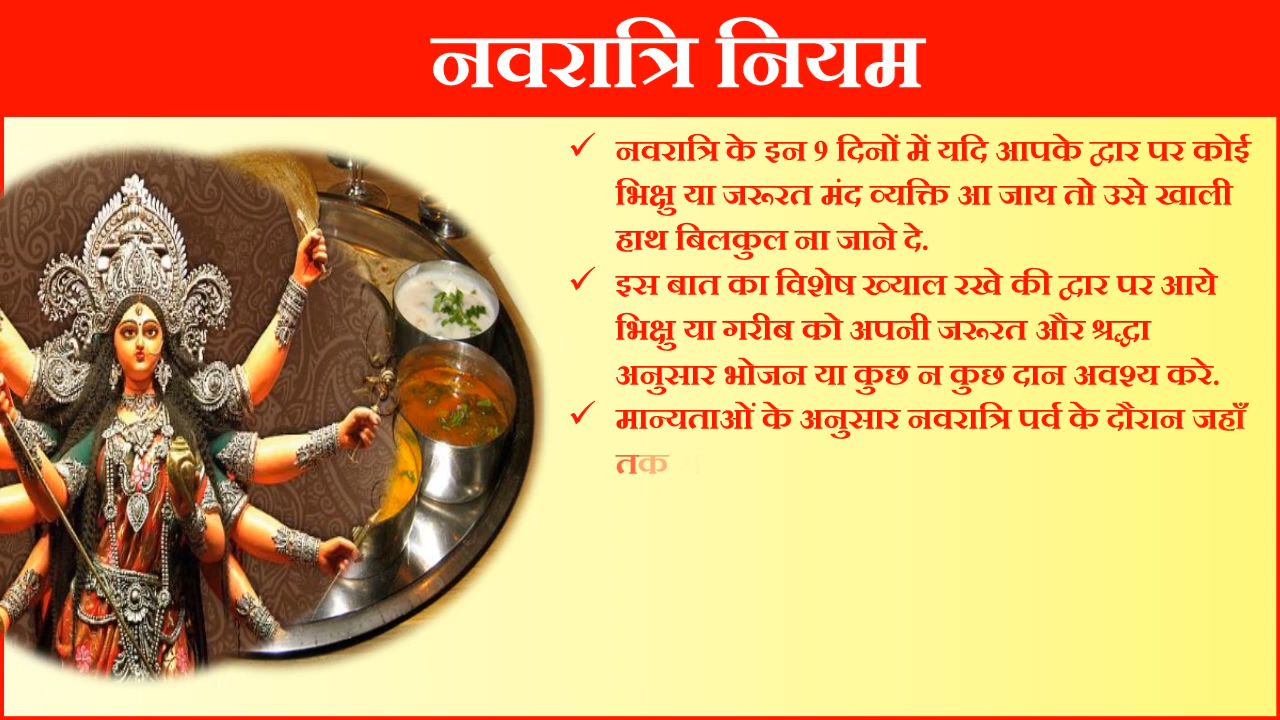 नवरात्रि नियम
नवरात्रि के इन 9 दिनों में यदि आपके द्वार पर कोई
भिक्षु या जरूरत मंद व्यक्ति आ जाय तो उसे खाली
हाथ बिलकुल ना जाने दे.
इस बात का विशेष ख्याल रखे की द्वार पर आये
भिक्षु या गरीब को अपनी जरूरत और श्रद्धा
अनुसार भोजन या कुछ न कुछ दान अवश्य करे.
मान्यताओं के अनुसार नवरात्रि पर्व के दौरान जहाँ
तक